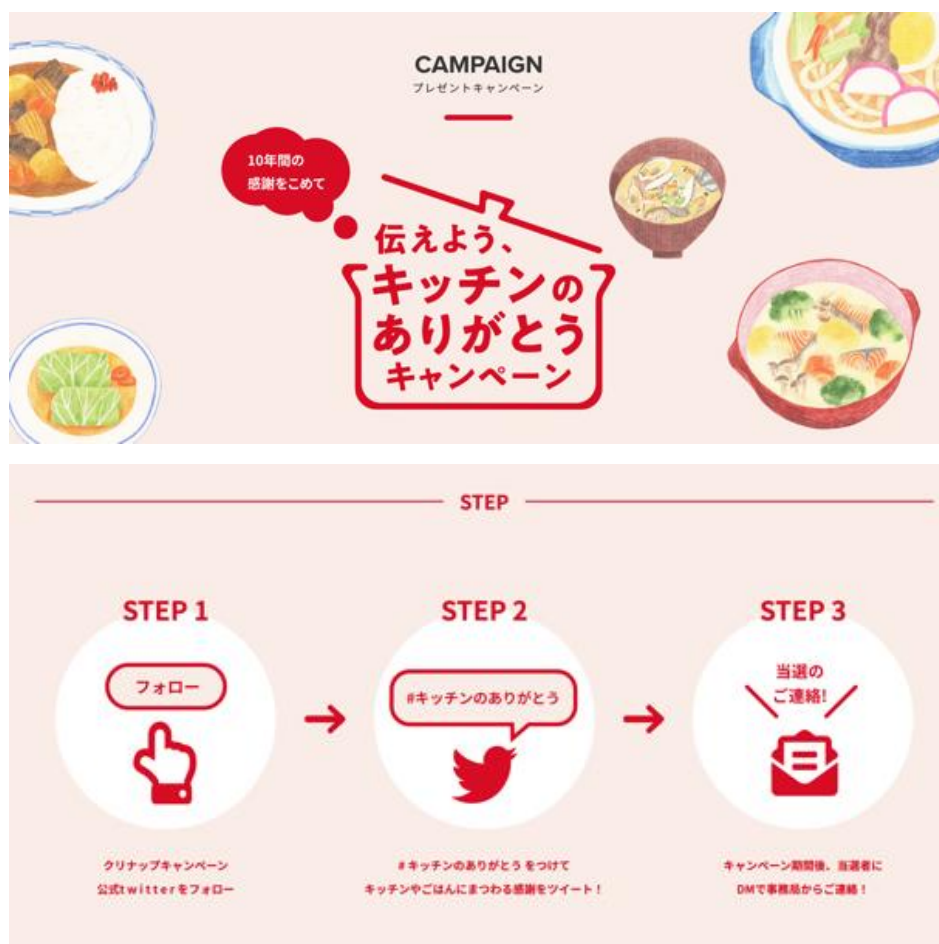 CAMPAIGN
プレゼントキャンペーン
10年間の
感謝をこめて
伝えよう、
キッチンの
ありがとう
キャンペーン
STEP
STEP 1
フォロー
クリナップキャンペーン
公式twitterをフォロー
STEP 2
#キッチンのありがとう
#キッチンのありがとう をつけて
キッチンやごはんにまつわる感謝をツイート！
STEP 3
当選の
ご連絡!
キャンペーン期間後、当選者に
DMで事務局からご連絡！